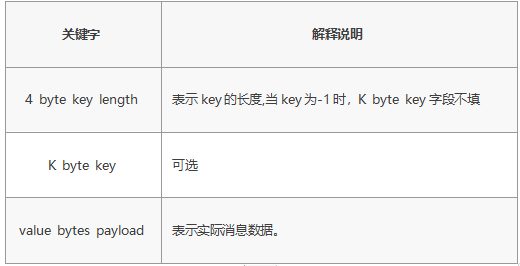 关键字 解释说明
4 byte key length 表示key的长度,当key为-1时，K byte key字段不填
K byte key 可选
value bytes payload 表示实际消息数据。